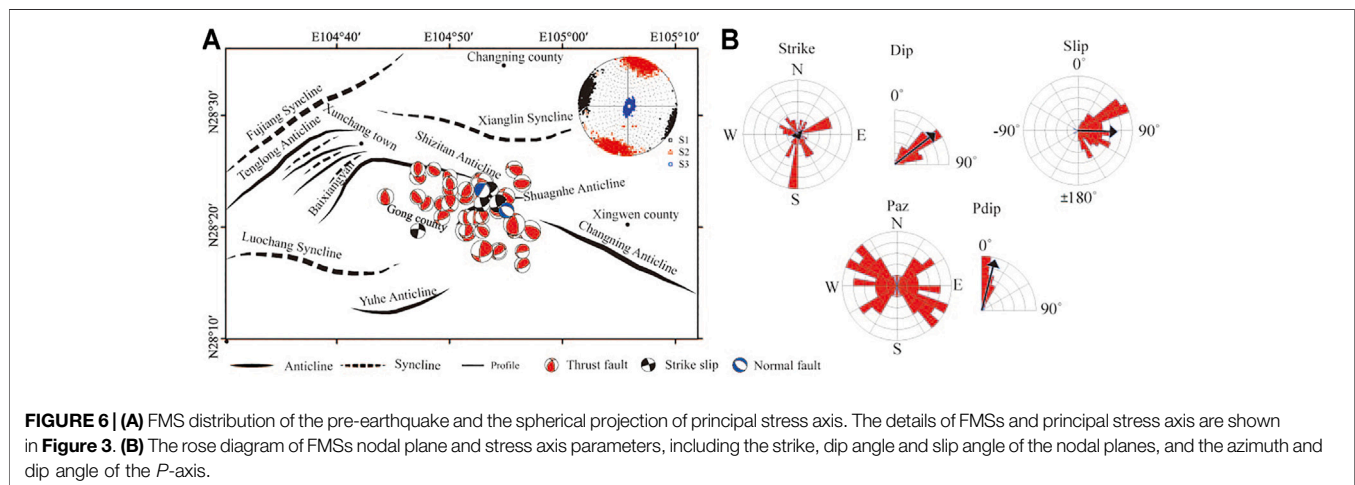 A
E104°40′ E104°50′ E105°00′ E105°10′
B
Changning county
N28°30′
Fujiang Syncline
Xunchang town
Tenglong Anticline
Xianglin Syncline
S1
S2
S3
Shizitan Anticline
Baixiangyan
Shuagnhe Anticline
Gong county
N28°20′
Xingwen county
Luochang Syncline
Changning Anticline
Yuhe Anticline
N28°10′
Anticline Syncline Profile Thrust fault Strike slip Normal fault
Strike
N
W E
S
Dip
0°
90°
Slip
0°
-90° 90°
±180°
Paz
N
W E
S
Pdip
0°
90°
FIGURE 6 | (A) FMS distribution of the pre-earthquake and the spherical projection of principal stress axis. The details of FMSs and principal stress axis are shown
in Figure 3. (B) The rose diagram of FMSs nodal plane and stress axis parameters, including the strike, dip angle and slip angle of the nodal planes, and the azimuth and
dip angle of the P-axis.